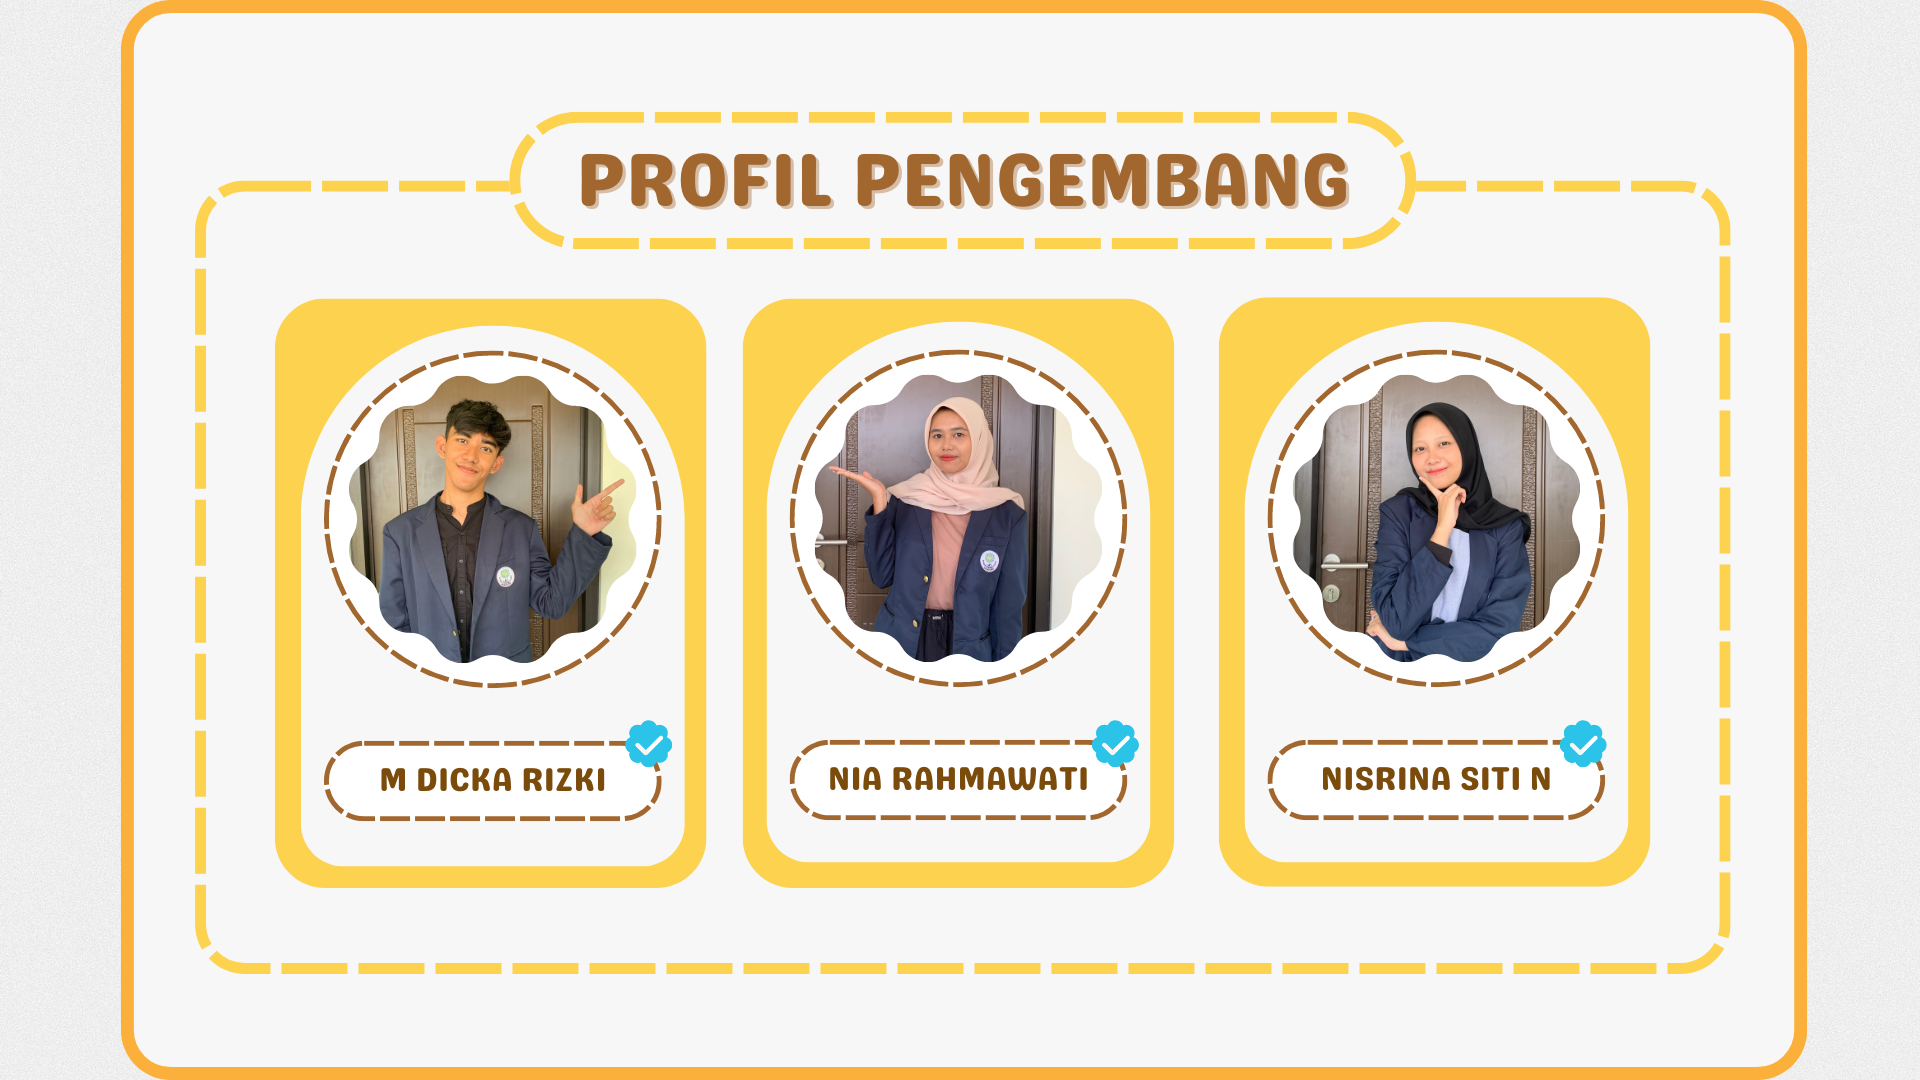 PROFIL PENGEMBANG
M DICKA RIZKI
NIA RAHMAWATI
NISRINA SITI N